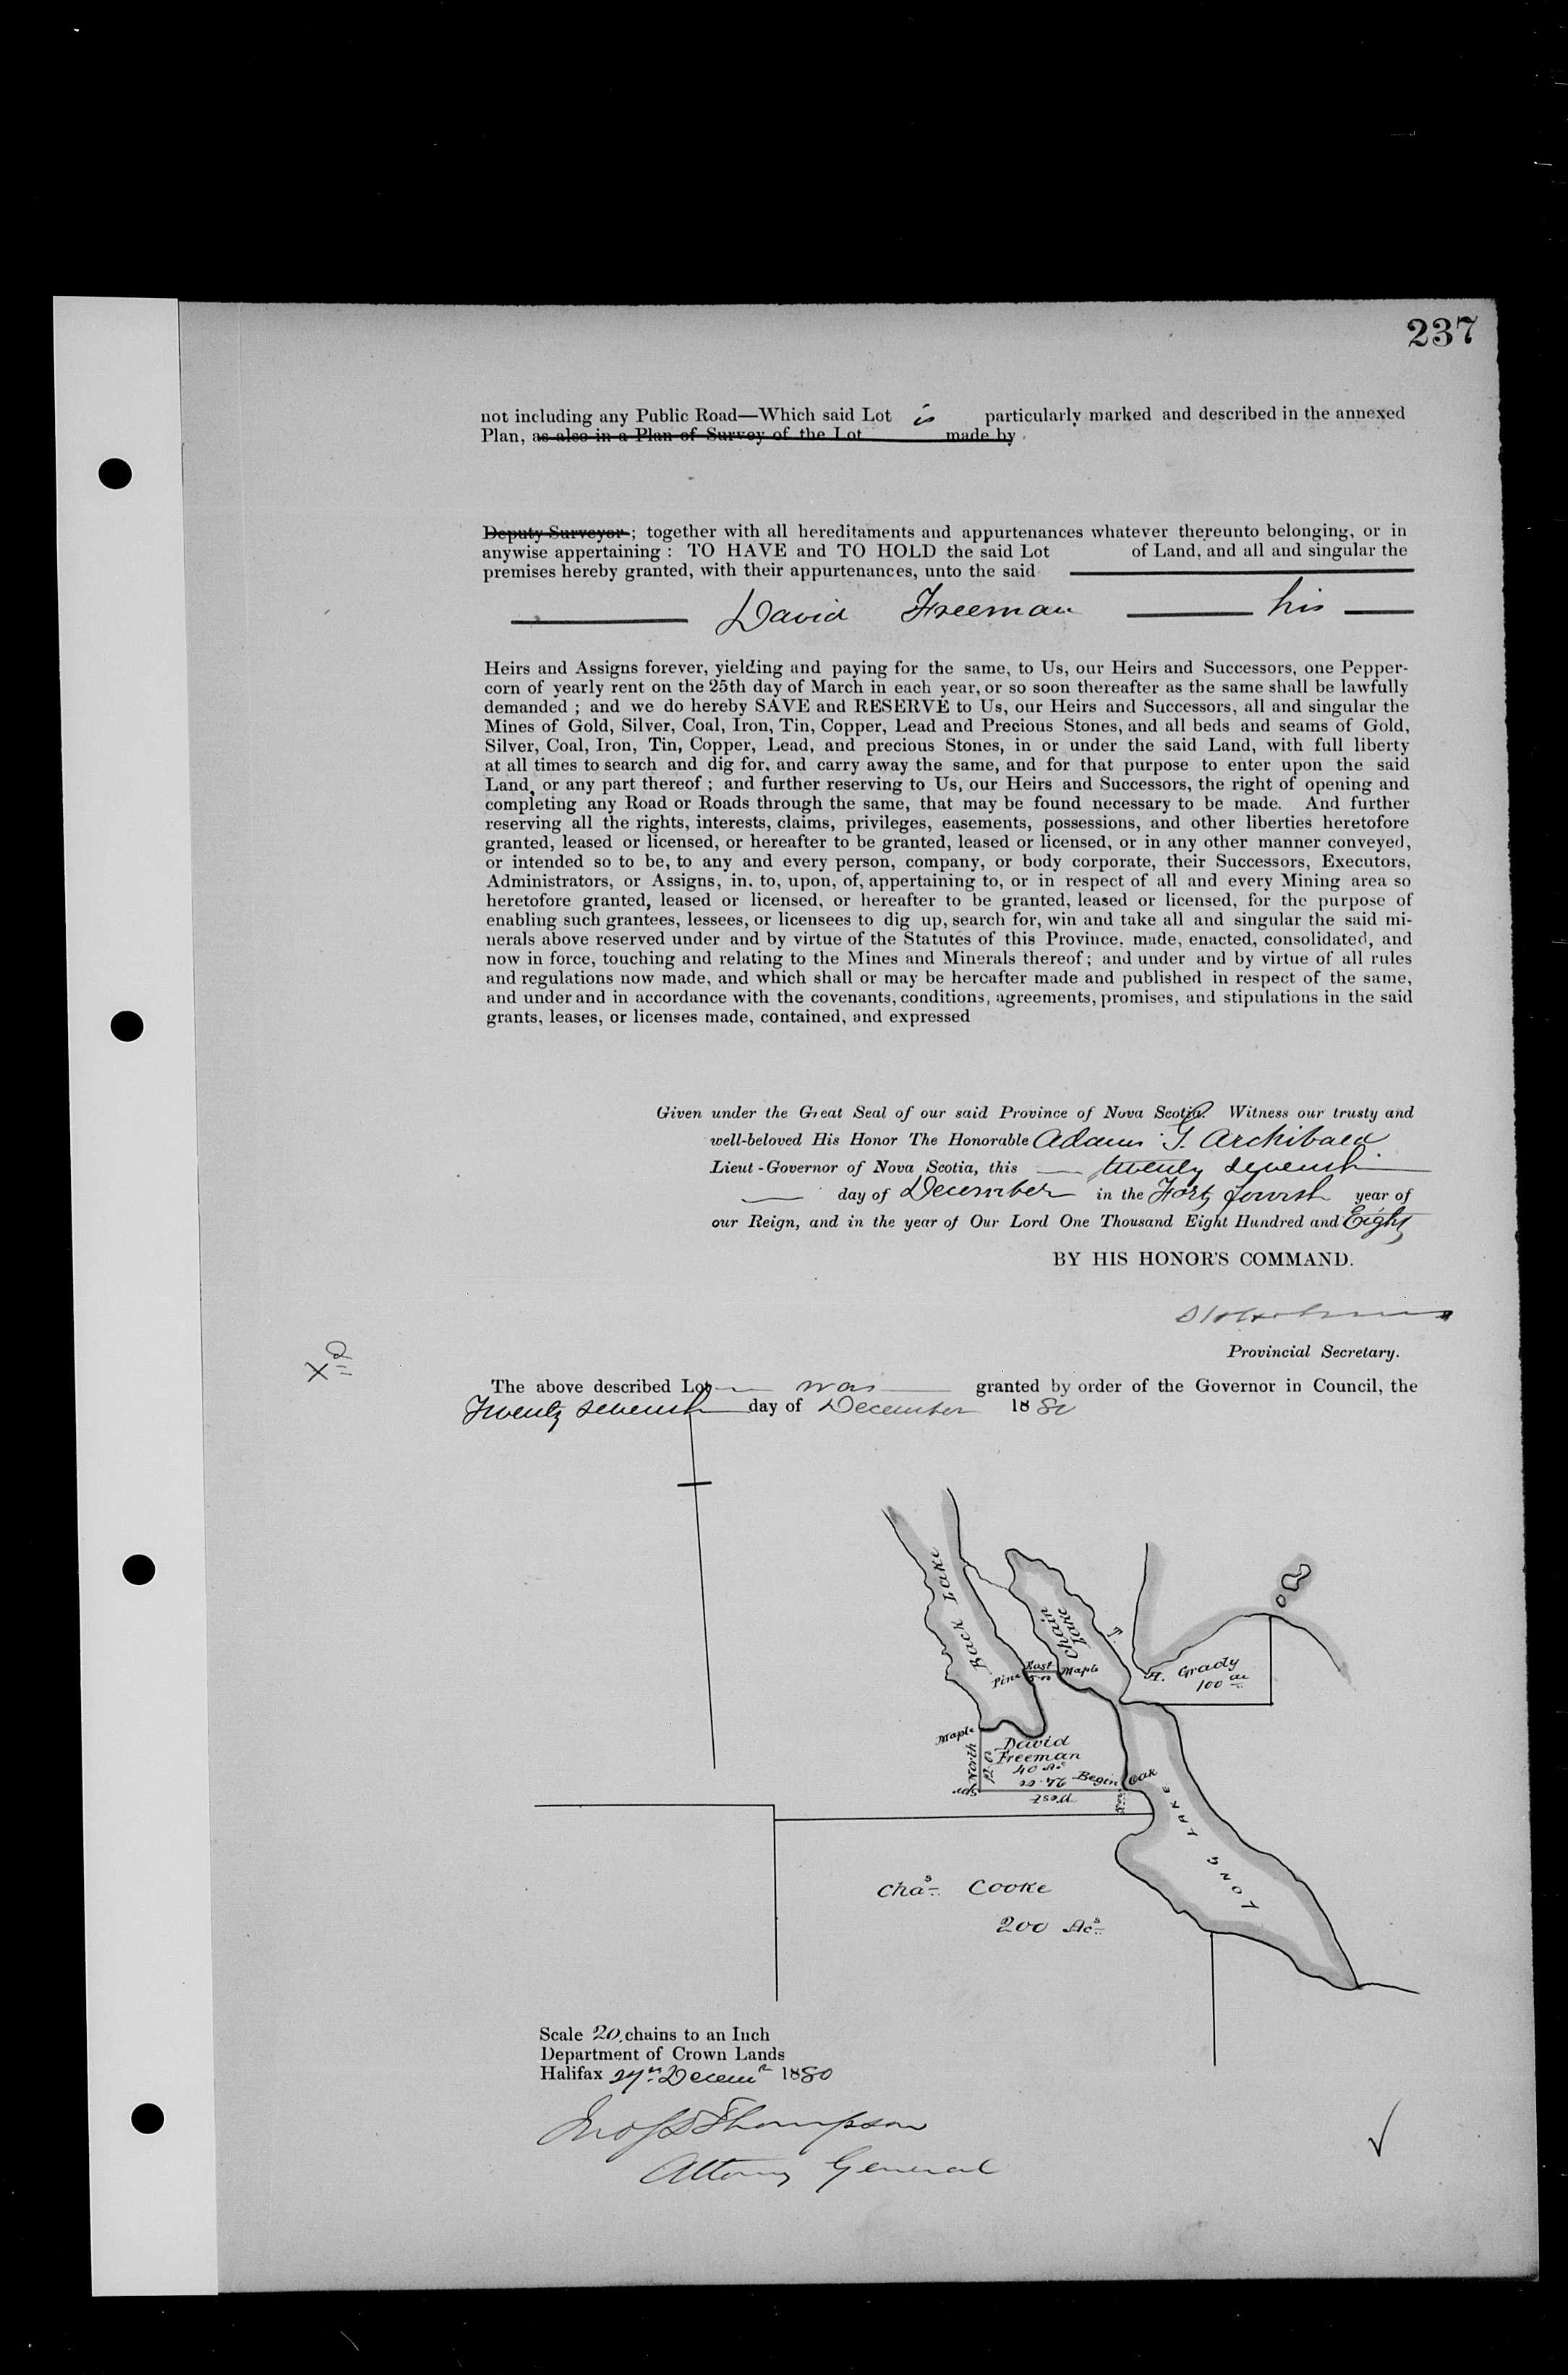 237
not including any Public Road—Which said Lot is particularly marked and described in the annexed
Plan, as also in a Plan of Survey of the Lot made by
Deputy Surveyor ; together with all hereditaments and appurtenances whatever thereunto belonging, or in
anywise appertaining : TO HAVE and TO HOLD the said Lot of Land, and all and singular the
premises hereby granted, with their appurtenances, unto the said
David Freeman his
Heirs and Assigns forever, yielding and paying for the same, to Us, our Heirs and Successors, one Pepper-
corn of yearly rent on the 25th day of March in each year, or so soon thereafter as the same shall be lawfully
demanded ; and we do hereby SAVE and RESERVE to Us, our Heirs and Successors, all and singular the
Mines of Gold, Silver, Coal, Iron, Tin, Copper, Lead and Precious Stones, and all beds and seams of Gold,
Silver, Coal, Iron, Tin, Copper, Lead, and precious Stones, in or under the said Land, with full liberty
at all times to search and dig for, and carry away the same, and for that purpose to enter upon the said
Land, or any part thereof ; and further reserving to Us, our Heirs and Successors, the right of opening and
completing any Road or Roads through the same, that may be found necessary to be made. And further
reserving all the rights, interests, claims, privileges, easements, possessions, and other liberties heretofore
granted, leased or licensed, or hereafter to be granted, leased or licensed, or in any other manner conveyed,
or intended so to be, to any and every person, company, or body corporate, their Successors, Executors,
Administrators, or Assigns, in, to, upon, of, appertaining to, or in respect of all and every Mining area so
heretofore granted, leased or licensed, or hereafter to be granted, leased or licensed, for the purpose of
enabling such grantees, lessees, or licensees to dig up, search for, win and take all and singular the said mi-
nerals above reserved under and by virtue of the Statutes of this Province, made, enacted, consolidated, and
now in force, touching and relating to the Mines and Minerals thereof ; and under and by virtue of all rules
and regulations now made, and which shall or may be hereafter made and published in respect of the same,
and under and in accordance with the covenants, conditions, agreements, promises, and stipulations in the said
grants, leases, or licenses made, contained, and expressed
Given under the Great Seal of our said Province of Nova Scotia. Witness our trusty and
well-beloved His Honor The Honorable Adams G. Archibald
Lieut-Governor of Nova Scotia, this twenty seventh
day of December in the Forty fourth year of
our Reign, and in the year of Our Lord One Thousand Eight Hundred and Eighty
BY HIS HONOR'S COMMAND.
Provincial Secretary.
The above described Lot was granted by order of the Governor in Council, the
Twenty seventh day of December 1880
Back Lake
Chain Lake
Pine
East
Maple
H. Grady
100 ac
Maple
North
David
Freeman
40 Ac
Begin Oak
West
Spr.
LONG LAKE
Chas Cooke
200 Acs
Scale 20 chains to an Inch
Department of Crown Lands
Halifax 27th Decemr 1880
Jno S D Thompson
Attorney General